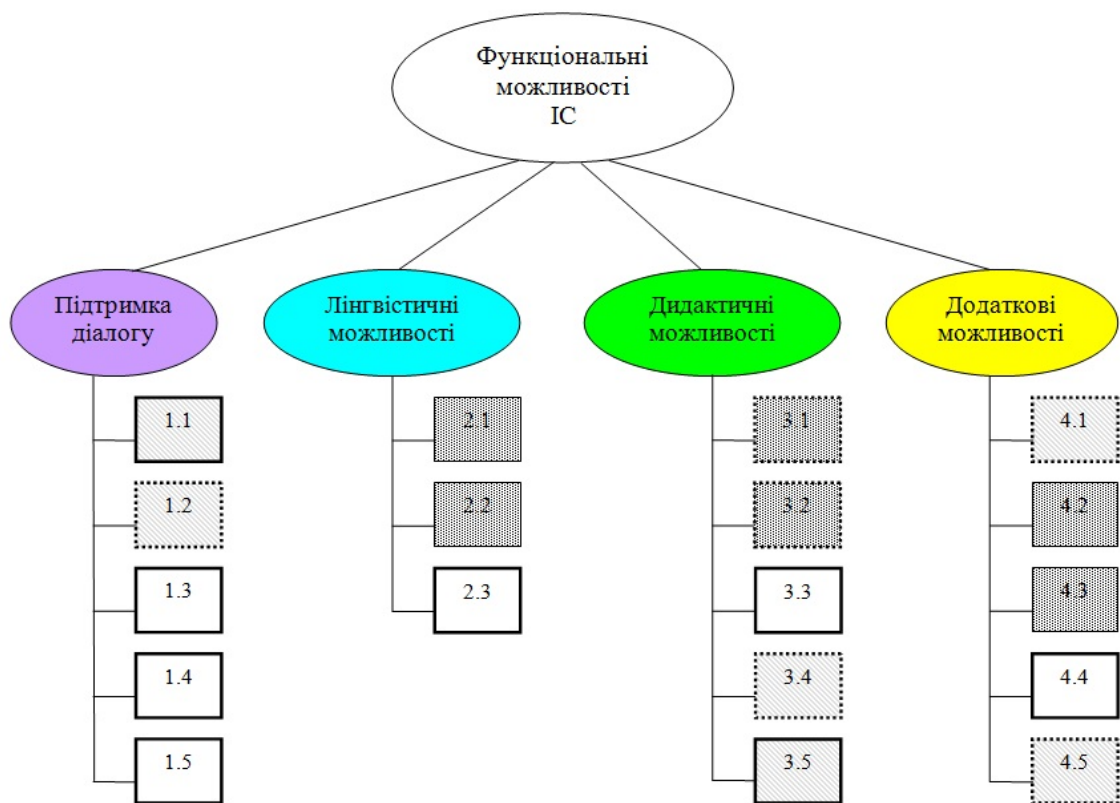 Функціональні
можливості
ІС
Підтримка
діалогу
Лінгвістичні
можливості
Дидактичні
можливості
Додаткові
можливості
1.1
1.2
1.3
1.4
1.5
2.1
2.2
2.3
3.1
3.2
3.3
3.4
3.5
4.1
4.2
4.3
4.4
4.5